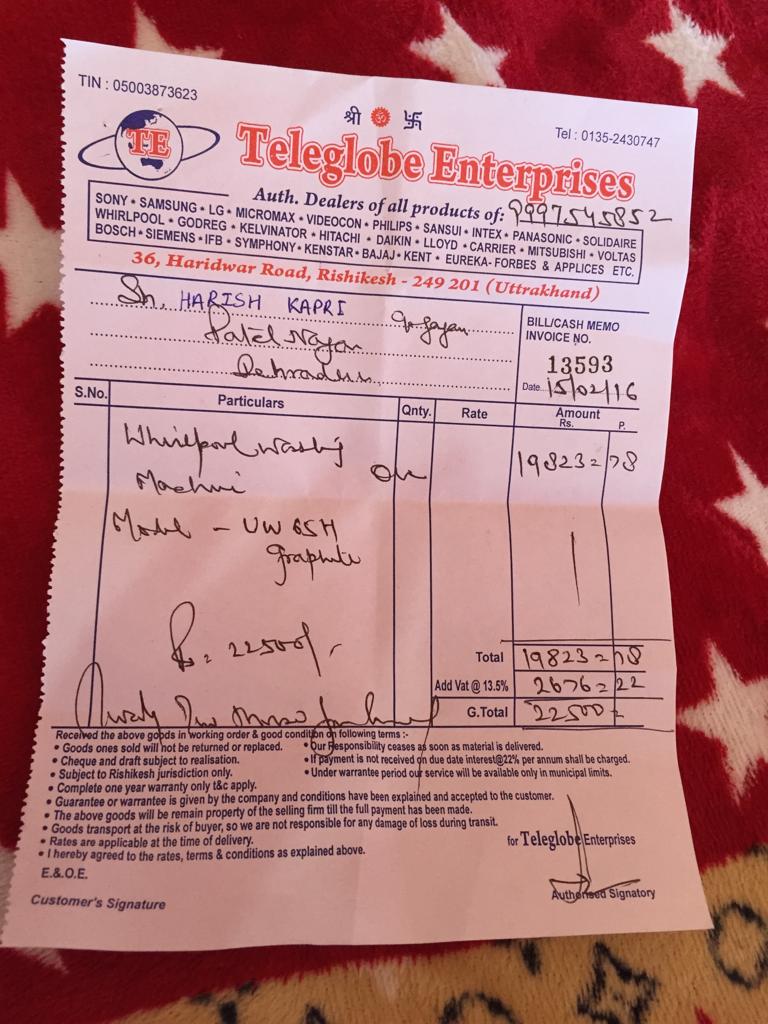 TIN : 05003873623
श्री ॐ 卐
Tel : 0135-2430747
TE
Teleglobe Enterprises
Auth. Dealers of all products of: 9997545852
SONY • SAMSUNG • LG • MICROMAX • VIDEOCON • PHILIPS • SANSUI • INTEX • PANASONIC • SOLIDAIRE
WHIRLPOOL • GODREG • KELVINATOR • HITACHI • DAIKIN • LLOYD • CARRIER • MITSUBISHI • VOLTAS
BOSCH • SIEMENS • IFB • SYMPHONY • KENSTAR • BAJAJ • KENT • EUREKA- FORBES & APPLICES ETC.
36, Haridwar Road, Rishikesh - 249 201 (Uttrakhand)
Sh. HARISH KAPRI
Patel Nagar
Dehradun
BILL/CASH MEMO
INVOICE NO.
13593
Date 15/02/16
S.No. Particulars Qnty. Rate Amount
Rs. P.
Whirlpool Washing One 19823=78
Machine
Model - UW 65H
graphite
Rs = 22500/-
Total 19823=78
Add Vat @ 13.5% 2676=22
G.Total 22500=
Received the above goods in working order & good condition on following terms :-
• Goods ones sold will not be returned or replaced. • Our Responsibility ceases as soon as material is delivered.
• Cheque and draft subject to realisation. • If payment is not received on due date interest@22% per annum shall be charged.
• Subject to Rishikesh jurisdiction only. • Under warrantee period our service will be available only in municipal limits.
• Complete one year warranty only t&c apply.
• Guarantee or warrantee is given by the company and conditions have been explained and accepted to the customer.
• The above goods will be remain property of the selling firm till the full payment has been made.
• Goods transport at the risk of buyer, so we are not responsible for any damage of loss during transit.
• Rates are applicable at the time of delivery.
• I hereby agreed to the rates, terms & conditions as explained above.
for Teleglobe Enterprises
E.&O.E.
Authorised Signatory
Customer's Signature